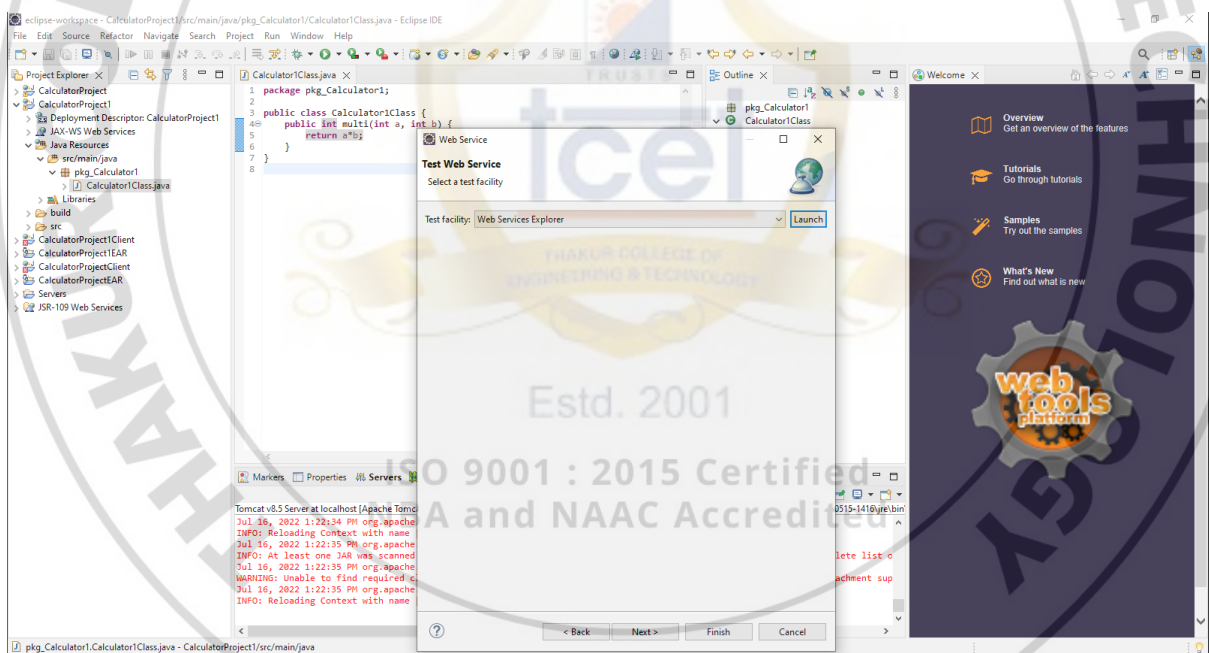 eclipse-workspace - CalculatorProject1/src/main/java/pkg_Calculator1/Calculator1Class.java - Eclipse IDE
File Edit Source Refactor Navigate Search Project Run Window Help
Project Explorer
CalculatorProject
CalculatorProject1
Deployment Descriptor: CalculatorProject1
JAX-WS Web Services
Java Resources
src/main/java
pkg_Calculator1
Calculator1Class.java
Libraries
build
src
CalculatorProject1Client
CalculatorProject1EAR
CalculatorProjectClient
CalculatorProjectEAR
Servers
JSR-109 Web Services
Calculator1Class.java
1 package pkg_Calculator1;
2
3 public class Calculator1Class {
4 public int multi(int a, int b) {
5 return a*b;
6 }
7 }
8
Outline
pkg_Calculator1
Calculator1Class
Web Service
Test Web Service
Select a test facility
Test facility: Web Services Explorer Launch
< Back Next > Finish Cancel
Markers Properties Servers
Tomcat v8.5 Server at localhost [Apache Tomc 0515-1416\jre\bin\
Jul 16, 2022 1:22:34 PM org.apache
INFO: Reloading Context with name
Jul 16, 2022 1:22:35 PM org.apache
INFO: At least one JAR was scanned lete list o
Jul 16, 2022 1:22:35 PM org.apache
WARNING: Unable to find required c achment sup
Jul 16, 2022 1:22:35 PM org.apache
INFO: Reloading Context with name
Welcome
Overview
Get an overview of the features
Tutorials
Go through tutorials
Samples
Try out the samples
What's New
Find out what is new
web
tools
platform
pkg_Calculator1.Calculator1Class.java - CalculatorProject1/src/main/java
TRUST
tcet
THAKUR COLLEGE OF
ENGINEERING & TECHNOLOGY
Estd. 2001
ISO 9001 : 2015 Certified
NBA and NAAC Accredited
THAKUR